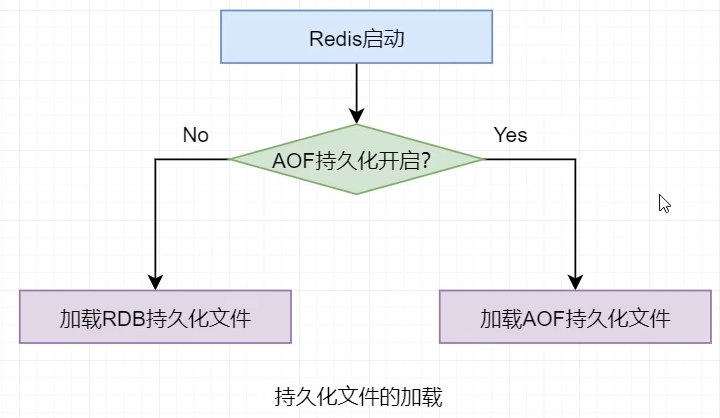 Redis启动
No
Yes
AOF持久化开启?
加载RDB持久化文件
加载AOF持久化文件
持久化文件的加载